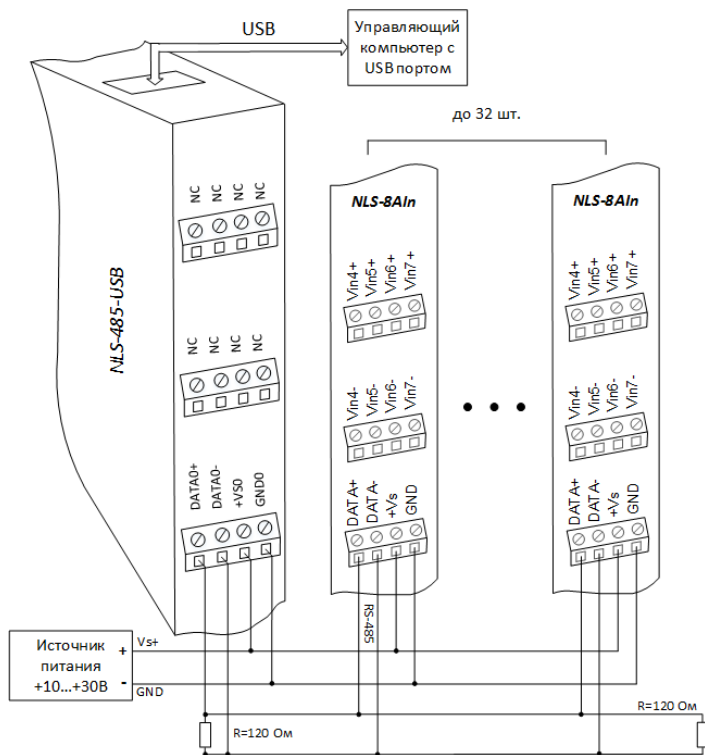 USB
Управляющий
компьютер с
USB портом
до 32 шт.
NLS-485-USB
NC NC NC NC
NC NC NC NC
DATA0+ DATA0- +VS0 GND0
NLS-8AIn
Vin4+ Vin5+ Vin6+ Vin7+
Vin4- Vin5- Vin6- Vin7-
DATA+ DATA- +Vs GND
NLS-8AIn
Vin4+ Vin5+ Vin6+ Vin7+
Vin4- Vin5- Vin6- Vin7-
DATA+ DATA- +Vs GND
RS-485
Источник
питания
+10...+30В
+
-
Vs+
GND
R=120 Ом
R=120 Ом